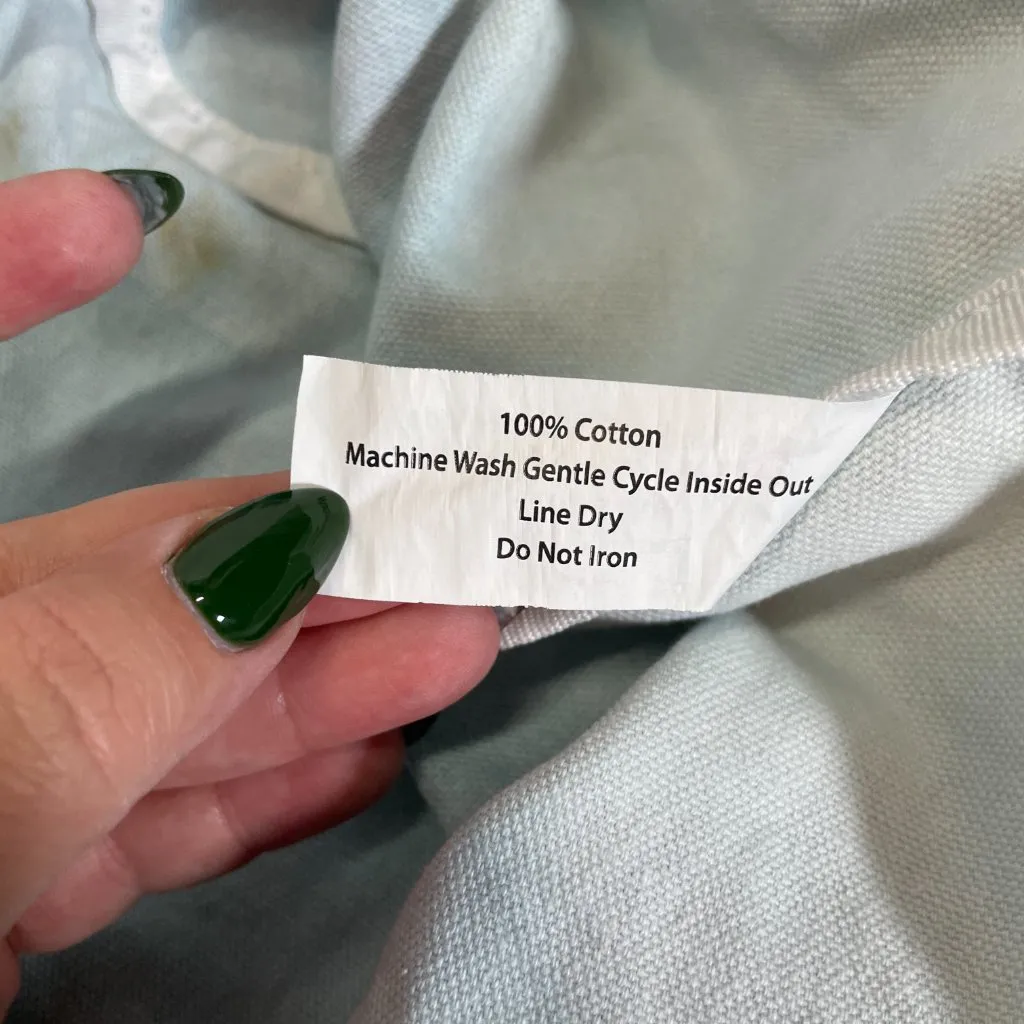 100% Cotton
Machine Wash Gentle Cycle Inside Out
Line Dry
Do Not Iron